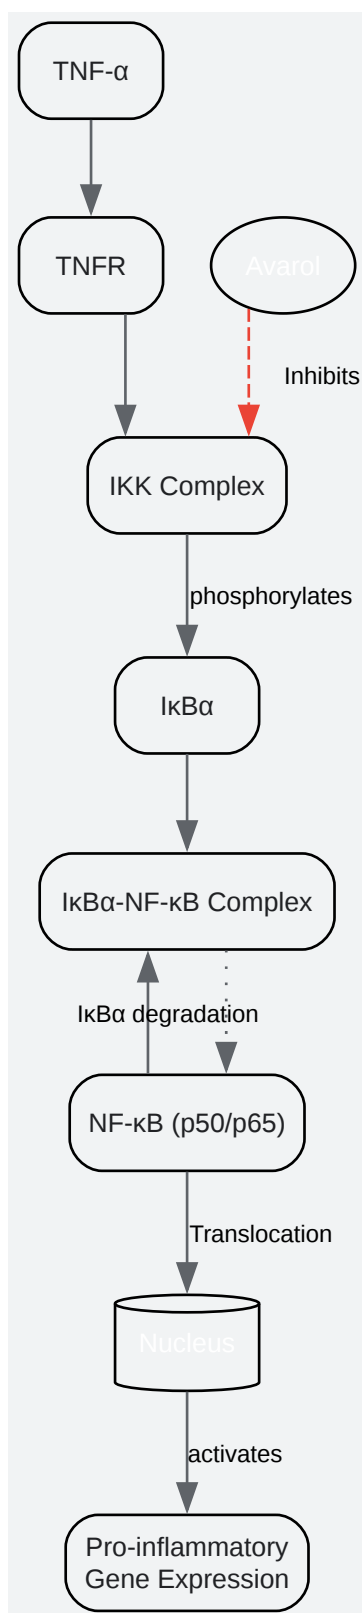 TNF-α
TNFR
Avarol
Inhibits
IKK Complex
phosphorylates
IκBα
IκBα-NF-κB Complex
IκBα degradation
NF-κB (p50/p65)
Translocation
Nucleus
activates
Pro-inflammatory
Gene Expression